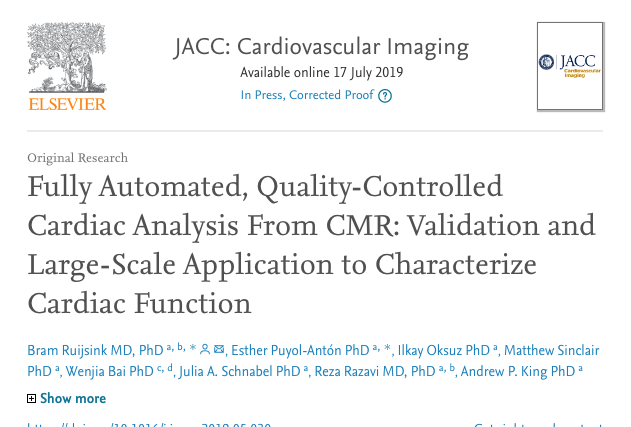 JACC: Cardiovascular Imaging
Available online 17 July 2019
In Press, Corrected Proof ?
ELSEVIER
JACC
Cardiovascular
Imaging
Original Research
Fully Automated, Quality-Controlled
Cardiac Analysis From CMR: Validation and
Large-Scale Application to Characterize
Cardiac Function
Bram Ruijsink MD, PhD a, b, *, Esther Puyol-Antón PhD a, *, Ilkay Oksuz PhD a, Matthew Sinclair
PhD a, Wenjia Bai PhD c, d, Julia A. Schnabel PhD a, Reza Razavi MD, PhD a, b, Andrew P. King PhD a
Show more